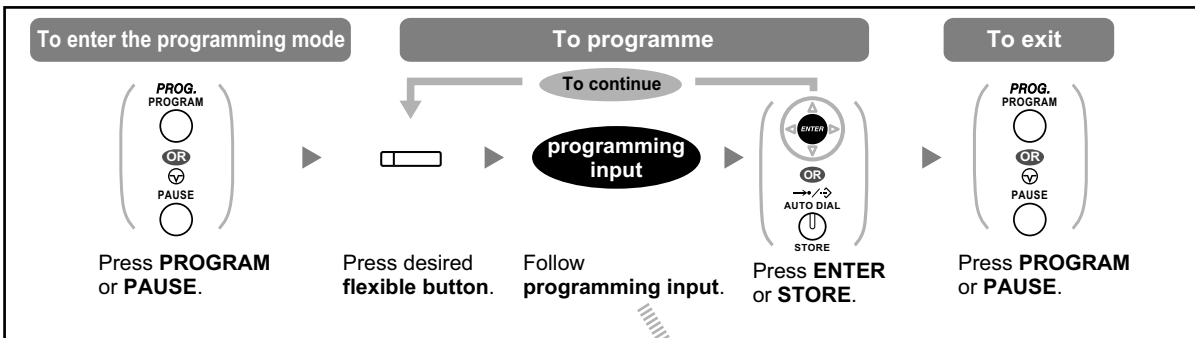 To enter the programming mode
To programme
To exit
To continue
PROG.
PROGRAM
OR
PAUSE
programming
input
ENTER
OR
AUTO DIAL
STORE
PROG.
PROGRAM
OR
PAUSE
Press PROGRAM
or PAUSE.
Press desired
flexible button.
Follow
programming input.
Press ENTER
or STORE.
Press PROGRAM
or PAUSE.